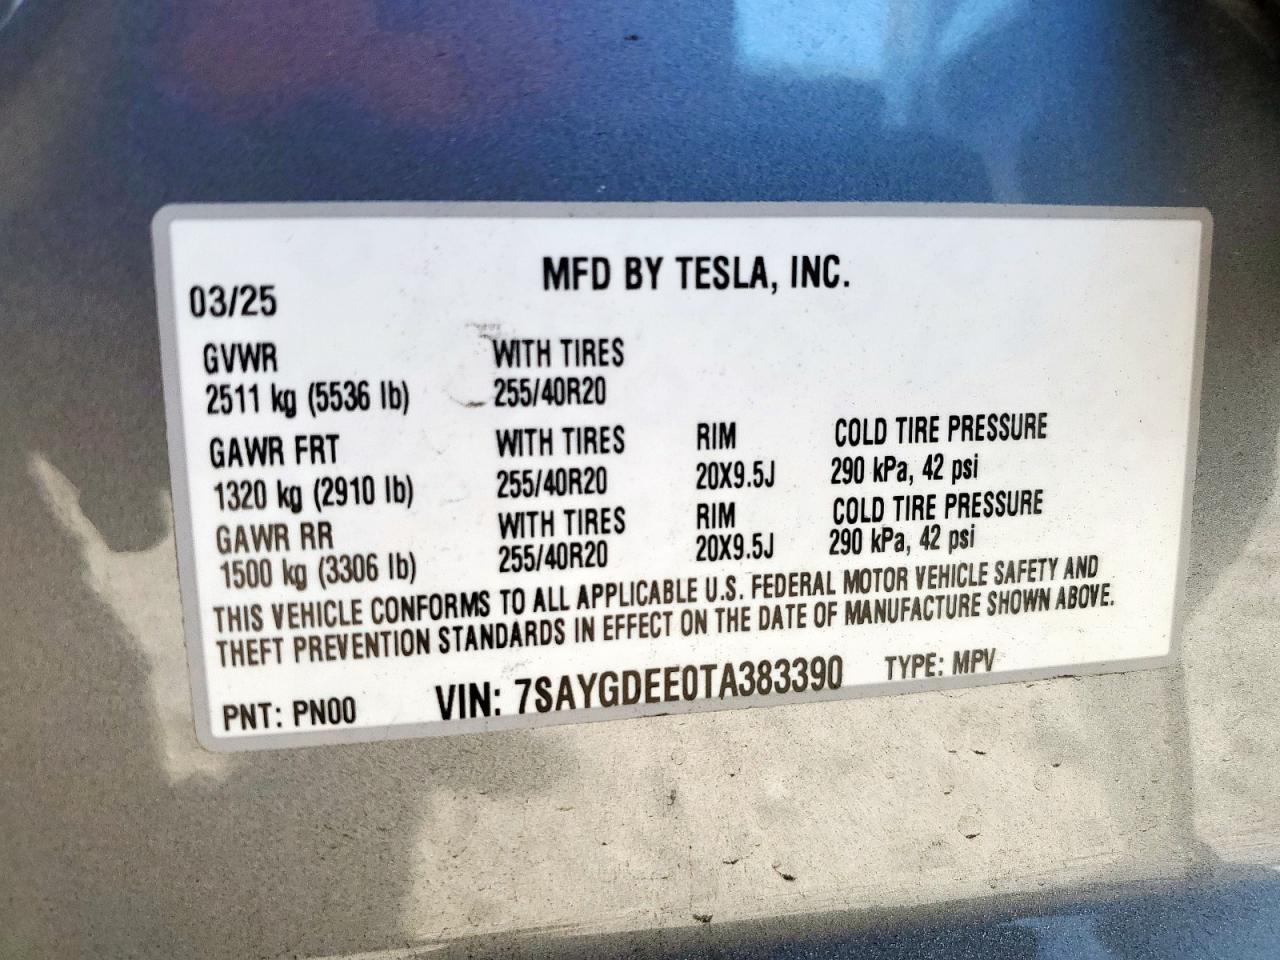 MFD BY TESLA, INC.
03/25
GVWR WITH TIRES
2511 kg (5536 lb) 255/40R20
GAWR FRT WITH TIRES RIM COLD TIRE PRESSURE
1320 kg (2910 lb) 255/40R20 20X9.5J 290 kPa, 42 psi
GAWR RR WITH TIRES RIM COLD TIRE PRESSURE
1500 kg (3306 lb) 255/40R20 20X9.5J 290 kPa, 42 psi
THIS VEHICLE CONFORMS TO ALL APPLICABLE U.S. FEDERAL MOTOR VEHICLE SAFETY AND
THEFT PREVENTION STANDARDS IN EFFECT ON THE DATE OF MANUFACTURE SHOWN ABOVE.
PNT: PN00 VIN: 7SAYGDEE0TA383390 TYPE: MPV